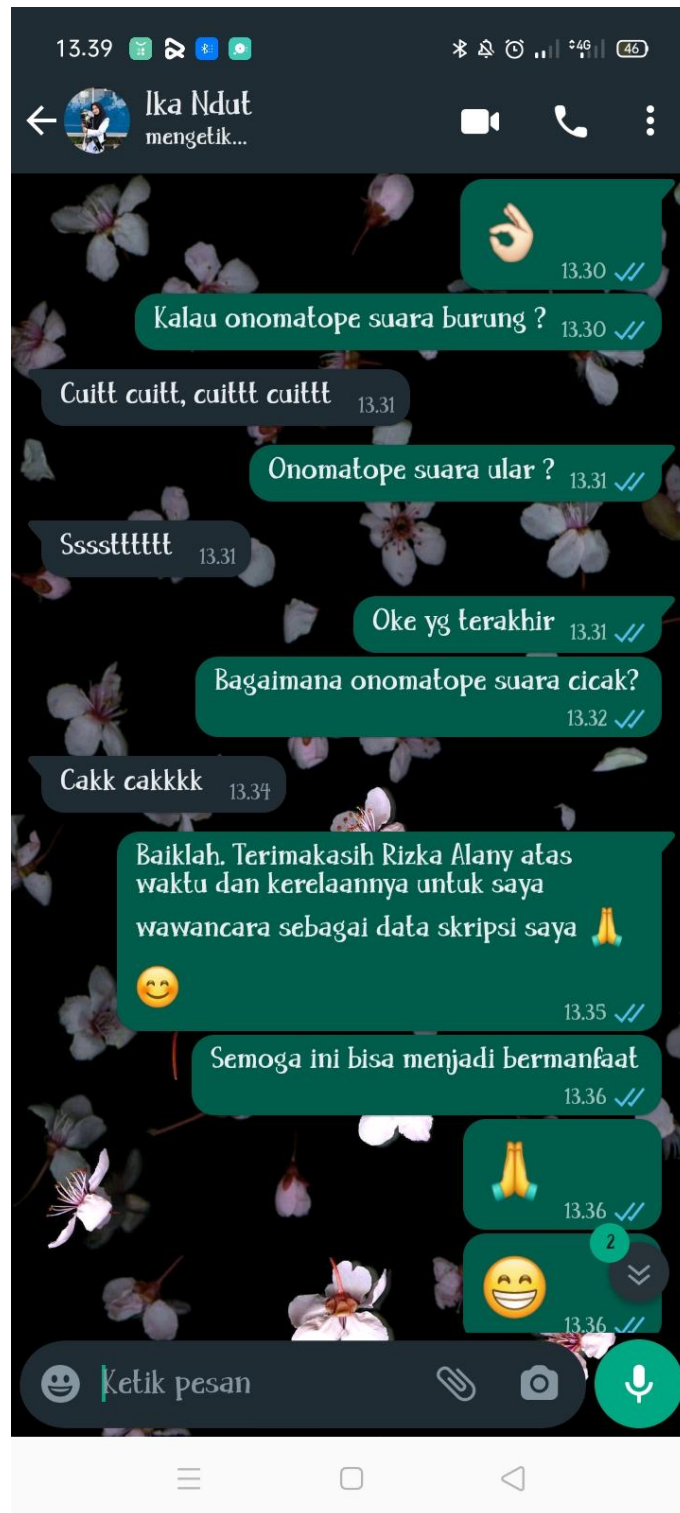 13.39
46
Ika Ndut
mengetik...
👌🏻
13.30
Kalau onomatope suara burung ? 13.30
Cuitt cuitt, cuittt cuittt 13.31
Onomatope suara ular ? 13.31
Sssstttttt 13.31
Oke yg terakhir 13.31
Bagaimana onomatope suara cicak?
13.32
Cakk cakkkk 13.34
Baiklah. Terimakasih Rizka Alany atas
waktu dan kerelaannya untuk saya
wawancara sebagai data skripsi saya 🙏
😊
13.35
Semoga ini bisa menjadi bermanfaat
13.36
🙏
13.36
2
😁
13.36
Ketik pesan